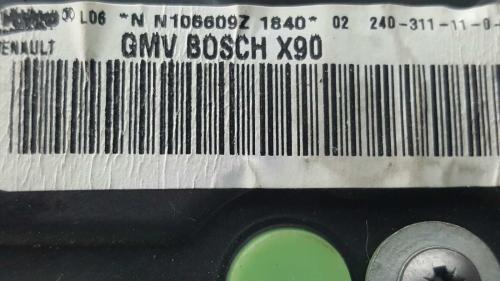 L06 *N N106609Z 1840* 02 240-311-11-0-
RENAULT GMV BOSCH X90